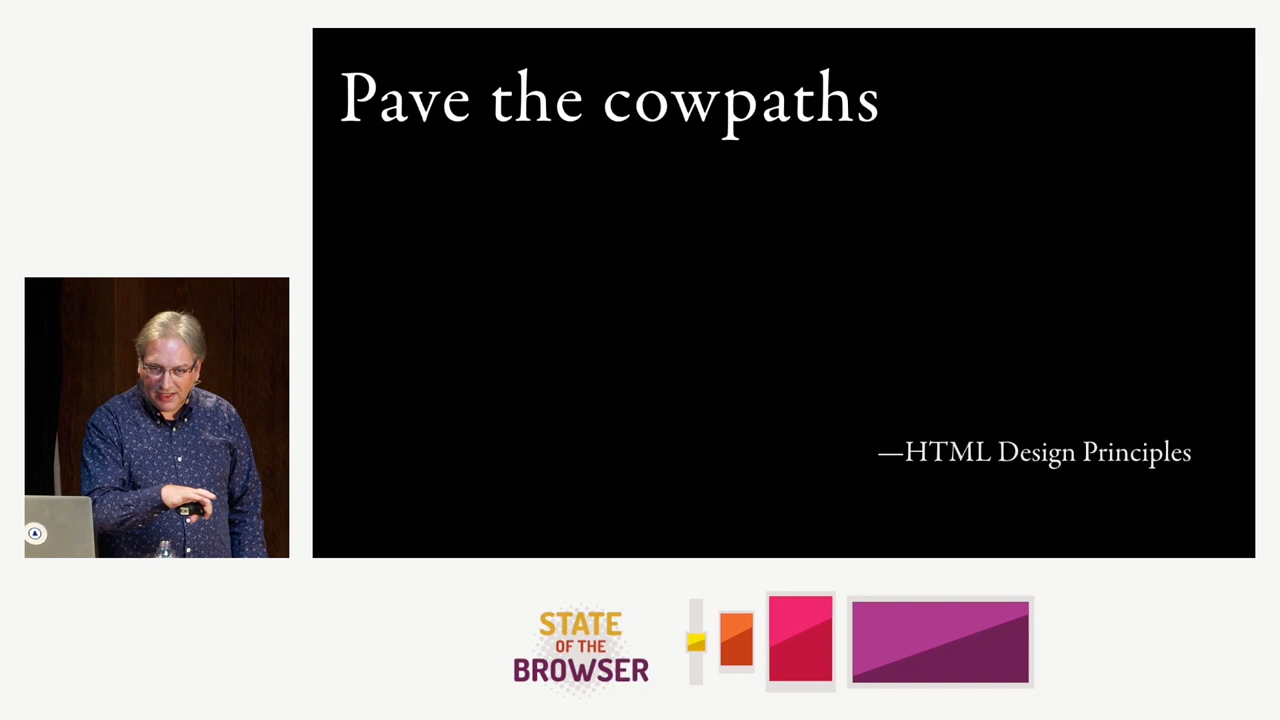 Pave the cowpaths
—HTML Design Principles
STATE
OF THE
BROWSER